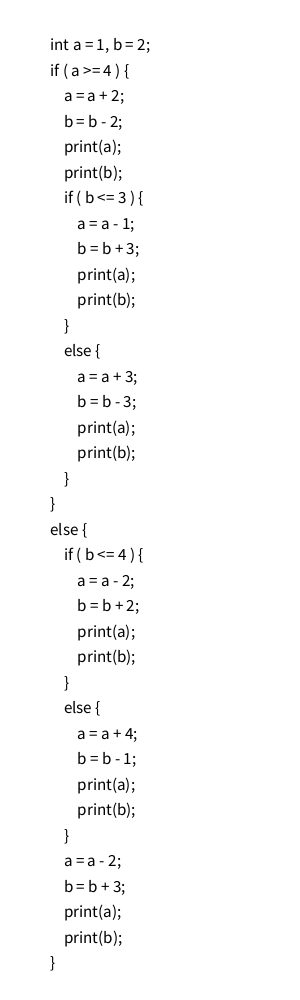 int a = 1, b = 2;
if ( a >= 4 ) {
    a = a + 2;
    b = b - 2;
    print(a);
    print(b);
    if ( b <= 3 ) {
        a = a - 1;
        b = b + 3;
        print(a);
        print(b);
    }
    else {
        a = a + 3;
        b = b - 3;
        print(a);
        print(b);
    }
}
else {
    if ( b <= 4 ) {
        a = a - 2;
        b = b + 2;
        print(a);
        print(b);
    }
    else {
        a = a + 4;
        b = b - 1;
        print(a);
        print(b);
    }
    a = a - 2;
    b = b + 3;
    print(a);
    print(b);
}